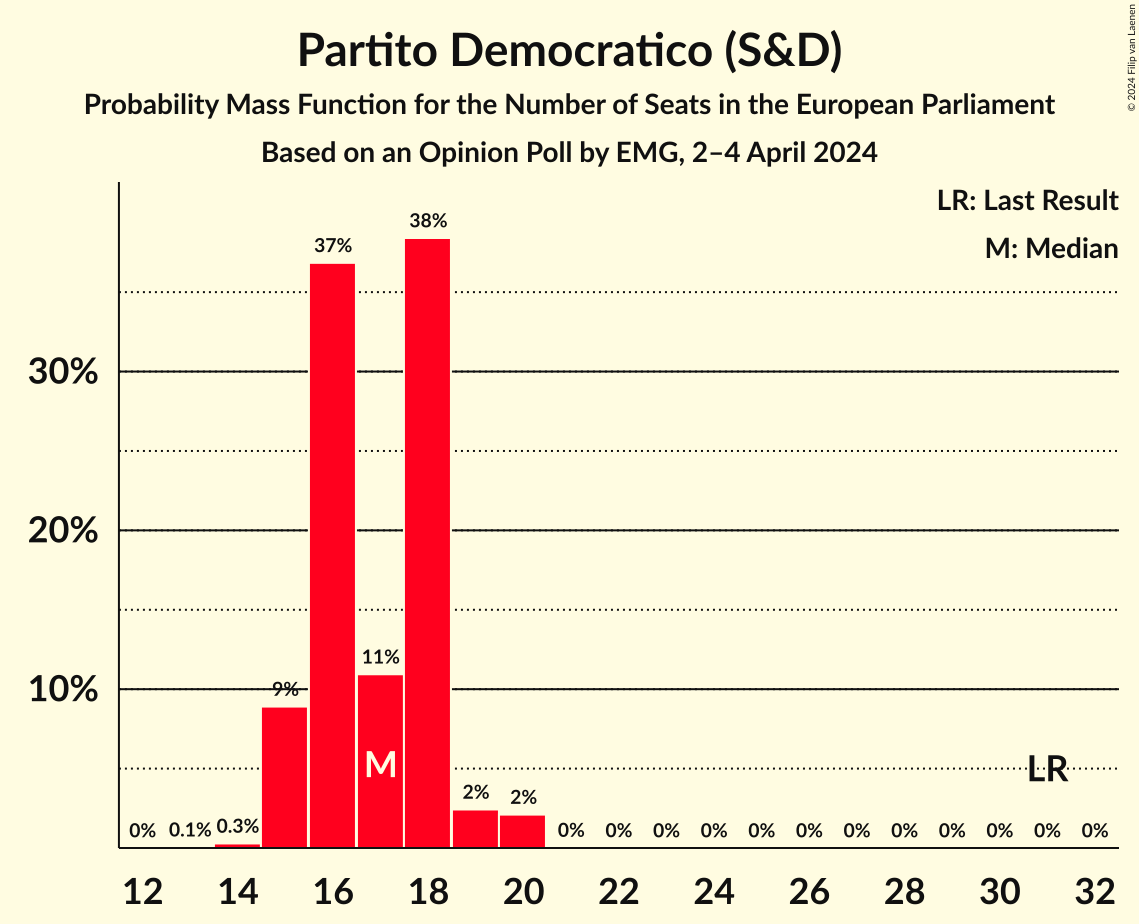 Partito Democratico (S&D)
Probability Mass Function for the Number of Seats in the European Parliament
Based on an Opinion Poll by EMG, 2–4 April 2024
© 2024 Filip van Laenen
LR: Last Result
M: Median
30%
20%
10%
0% 0.1% 0.3% 9% 37% 11% 38% 2% 2% 0% 0% 0% 0% 0% 0% 0% 0% 0% 0% 0% 0%
M
LR
12 14 16 18 20 22 24 26 28 30 32